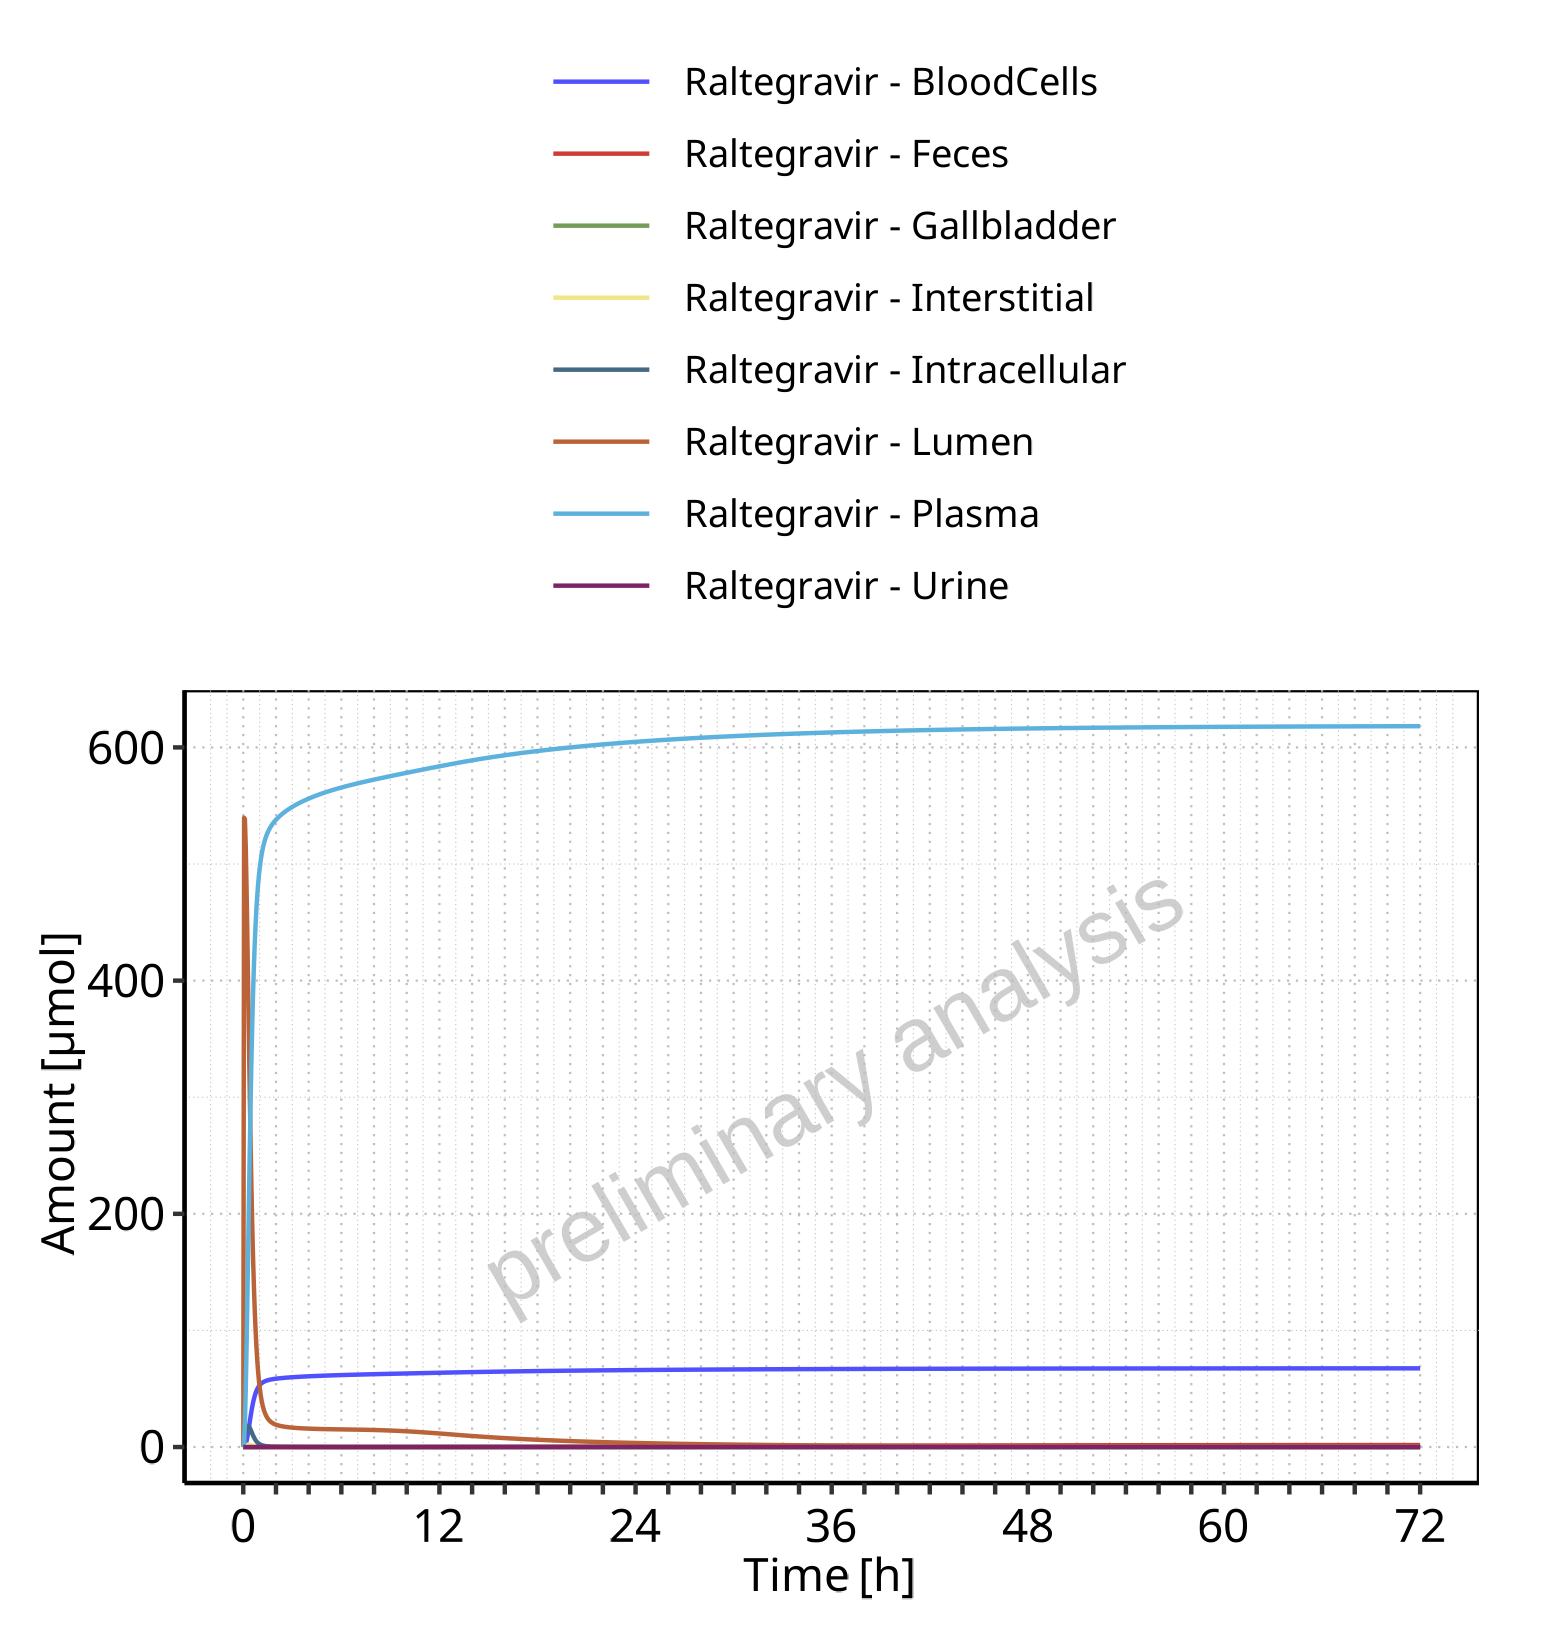 Raltegravir - BloodCells
Raltegravir - Feces
Raltegravir - Gallbladder
Raltegravir - Interstitial
Raltegravir - Intracellular
Raltegravir - Lumen
Raltegravir - Plasma
Raltegravir - Urine
600
400
200
0
Amount [µmol]
preliminary analysis
0 12 24 36 48 60 72
Time [h]